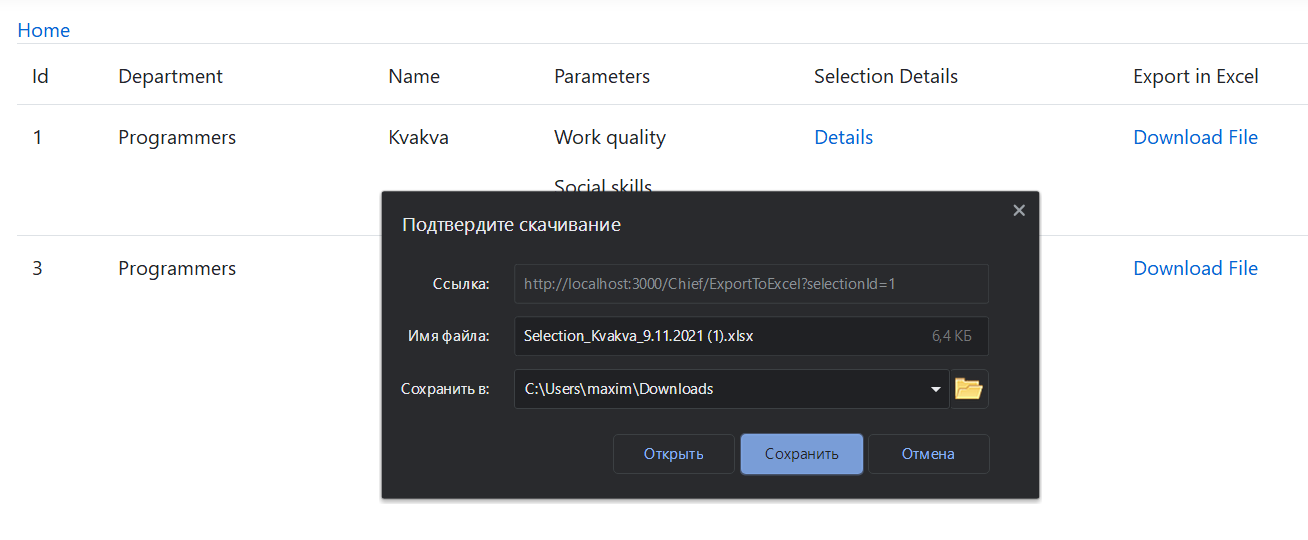 Home
Id Department Name Parameters Selection Details Export in Excel
1 Programmers Kvakva Work quality Details Download File
Social skills
Подтвердите скачивание
3 Programmers Download File
Ссылка: http://localhost:3000/Chief/ExportToExcel?selectionId=1
Имя файла: Selection_Kvakva_9.11.2021 (1).xlsx 6,4 КБ
Сохранить в: C:\Users\maxim\Downloads
Открыть Сохранить Отмена